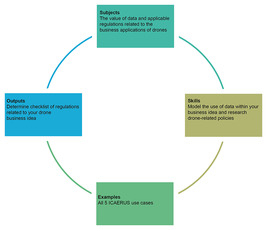 Subjects
The value of data and applicable
regulations related to the
business applications of drones
Skills
Model the use of data within your
business idea and research
drone-related policies
Examples
All 5 ICAERUS use cases
Outputs
Determine checklist of regulations
related to your drone
business idea